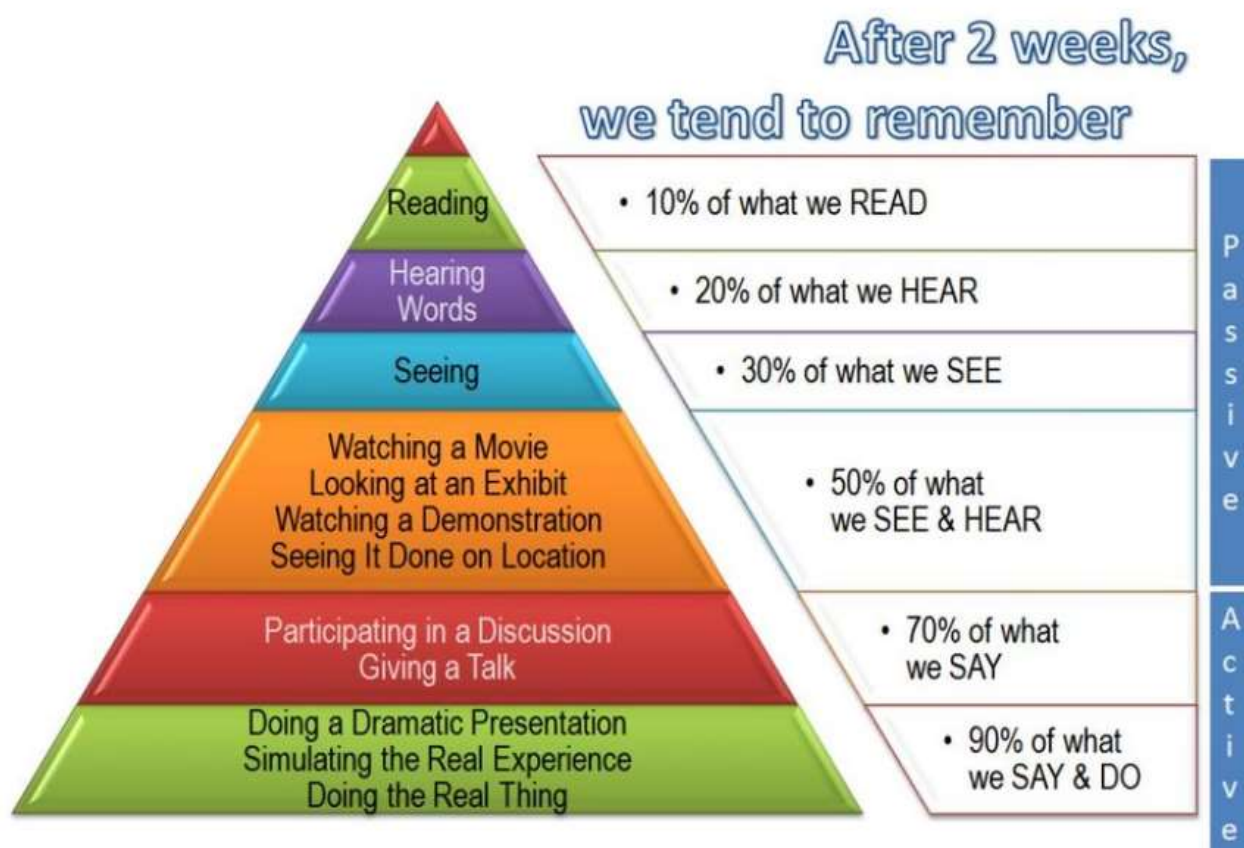 After 2 weeks,
we tend to remember
Reading
• 10% of what we READ
Hearing
Words
• 20% of what we HEAR
Seeing
• 30% of what we SEE
Watching a Movie
Looking at an Exhibit
Watching a Demonstration
Seeing It Done on Location
• 50% of what
we SEE & HEAR
Participating in a Discussion
Giving a Talk
• 70% of what
we SAY
Doing a Dramatic Presentation
Simulating the Real Experience
Doing the Real Thing
• 90% of what
we SAY & DO
Passive
Active